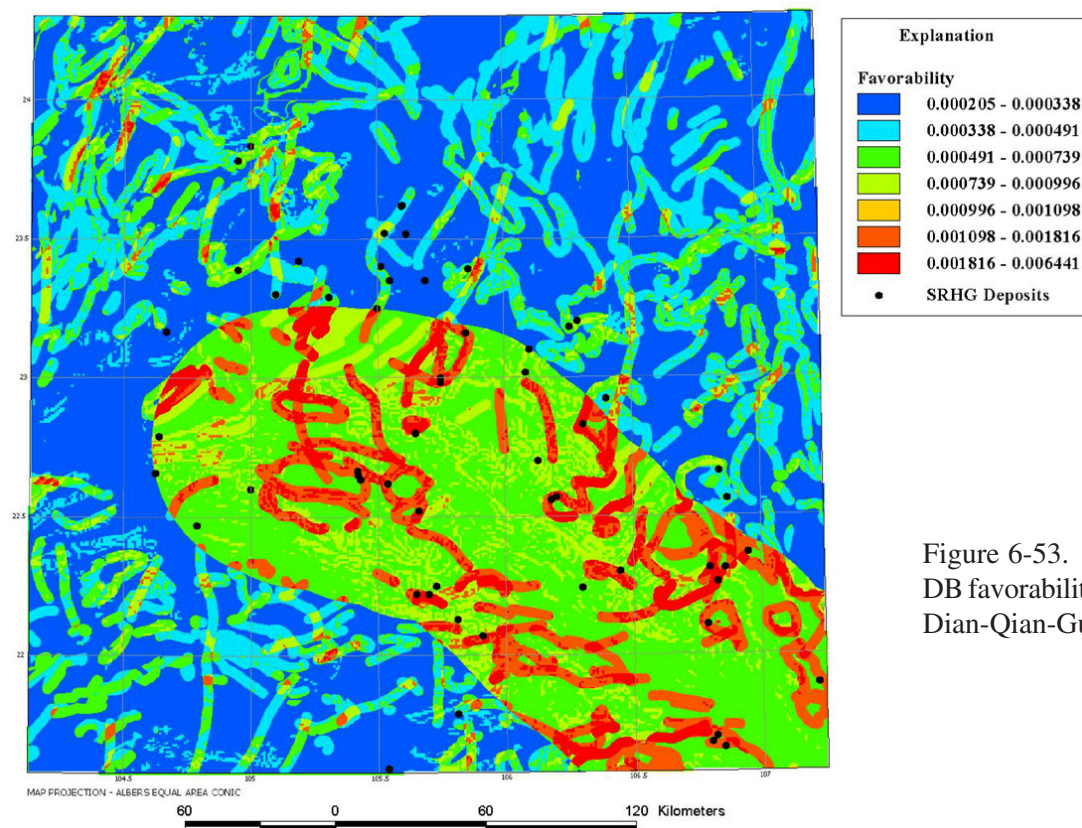 Explanation
Favorability
0.000205 - 0.000338
0.000338 - 0.000491
0.000491 - 0.000739
0.000739 - 0.000996
0.000996 - 0.001098
0.001098 - 0.001816
0.001816 - 0.006441
SRHG Deposits
24
23.5
23
22.5
22
104.5
105
105.5
106
106.5
107
MAP PROJECTION - ALBERS EQUAL AREA CONIC
60 0 60 120 Kilometers
Figure 6-53.
DB favorabilit
Dian-Qian-Gu